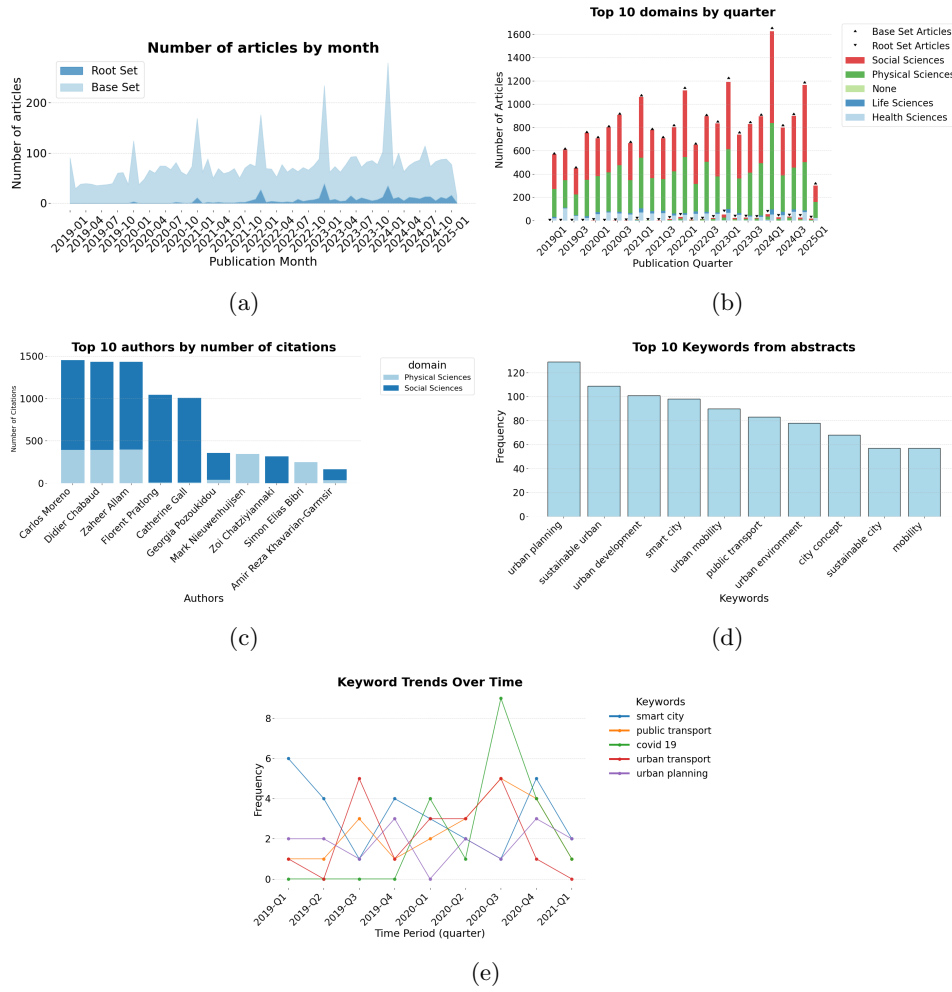 Number of articles by month
Root Set
Base Set
Number of articles
200
100
0
2019-01
2019-04
2019-07
2019-10
2020-01
2020-04
2020-07
2020-10
2021-01
2021-04
2021-07
2021-10
2022-01
2022-04
2022-07
2022-10
2023-01
2023-04
2023-07
2023-10
2024-01
2024-04
2024-07
2024-10
2025-01
Publication Month
(a)
Top 10 domains by quarter
Base Set Articles
Root Set Articles
Social Sciences
Physical Sciences
None
Life Sciences
Health Sciences
Number of Articles
1600
1400
1200
1000
800
600
400
200
0
2019Q1
2019Q3
2020Q1
2020Q3
2021Q1
2021Q3
2022Q1
2022Q3
2023Q1
2023Q3
2024Q1
2024Q3
2025Q1
Publication Quarter
(b)
Top 10 authors by number of citations
domain
Physical Sciences
Social Sciences
Number of Citations
1500
1000
500
0
Carlos Moreno
Didier Chabaud
Zaheer Allam
Florent Pratlong
Catherine Gall
Georgia Pozoukidou
Mark Nieuwenhuijsen
Zoi Chatziyiannaki
Simon Elias Bibri
Amir Reza Khavarian-Garmsir
Authors
(c)
Top 10 Keywords from abstracts
Frequency
120
100
80
60
40
20
0
urban planning
sustainable urban
urban development
smart city
urban mobility
public transport
urban environment
city concept
sustainable city
mobility
Keywords
(d)
Keyword Trends Over Time
Keywords
smart city
public transport
covid 19
urban transport
urban planning
Frequency
8
6
4
2
0
2019-Q1
2019-Q2
2019-Q3
2019-Q4
2020-Q1
2020-Q2
2020-Q3
2020-Q4
2021-Q1
Time Period (quarter)
(e)